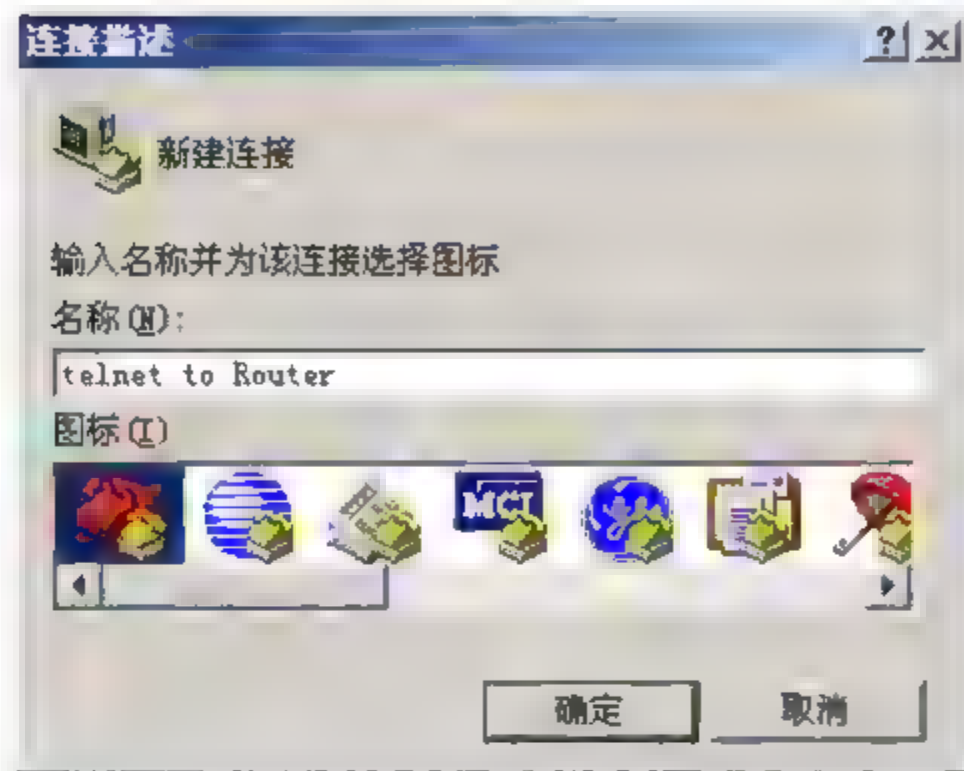 连接描述
新建连接
输入名称并为该连接选择图标
名称(N):
telnet to Router
图标(I)
MCI
确定
取消